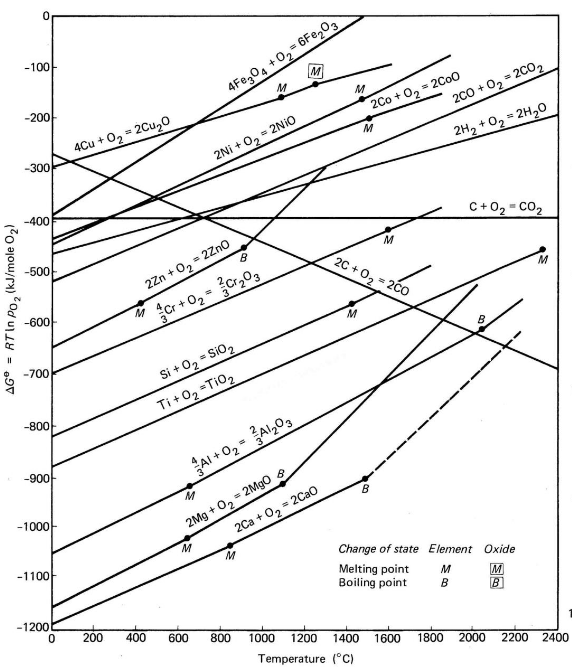 0
-100
-200
-300
-400
-500
-600
-700
-800
-900
-1000
-1100
-1200
ΔG° = RT ln p_O₂ (kJ/mole O₂)
4Fe₃O₄ + O₂ = 6Fe₂O₃
M
M
4Cu + O₂ = 2Cu₂O
M
2Ni + O₂ = 2NiO
2Co + O₂ = 2CoO
M
2CO + O₂ = 2CO₂
2H₂ + O₂ = 2H₂O
C + O₂ = CO₂
2Zn + O₂ = 2ZnO
B
M
4/3Cr + O₂ = 2/3Cr₂O₃
M
2C + O₂ = 2CO
M
Si + O₂ = SiO₂
M
Ti + O₂ = TiO₂
B
4/3Al + O₂ = 2/3Al₂O₃
M
2Mg + O₂ = 2MgO
B
M
2Ca + O₂ = 2CaO
B
M
Change of state Element Oxide
Melting point M M
Boiling point B B
1
0 200 400 600 800 1000 1200 1400 1600 1800 2000 2200 2400
Temperature (°C)